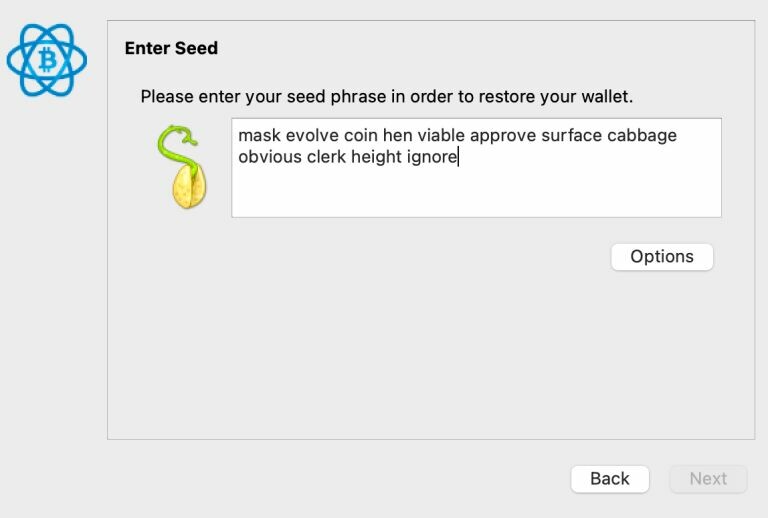 Enter Seed
Please enter your seed phrase in order to restore your wallet.
mask evolve coin hen viable approve surface cabbage
obvious clerk height ignore
Options
Back
Next